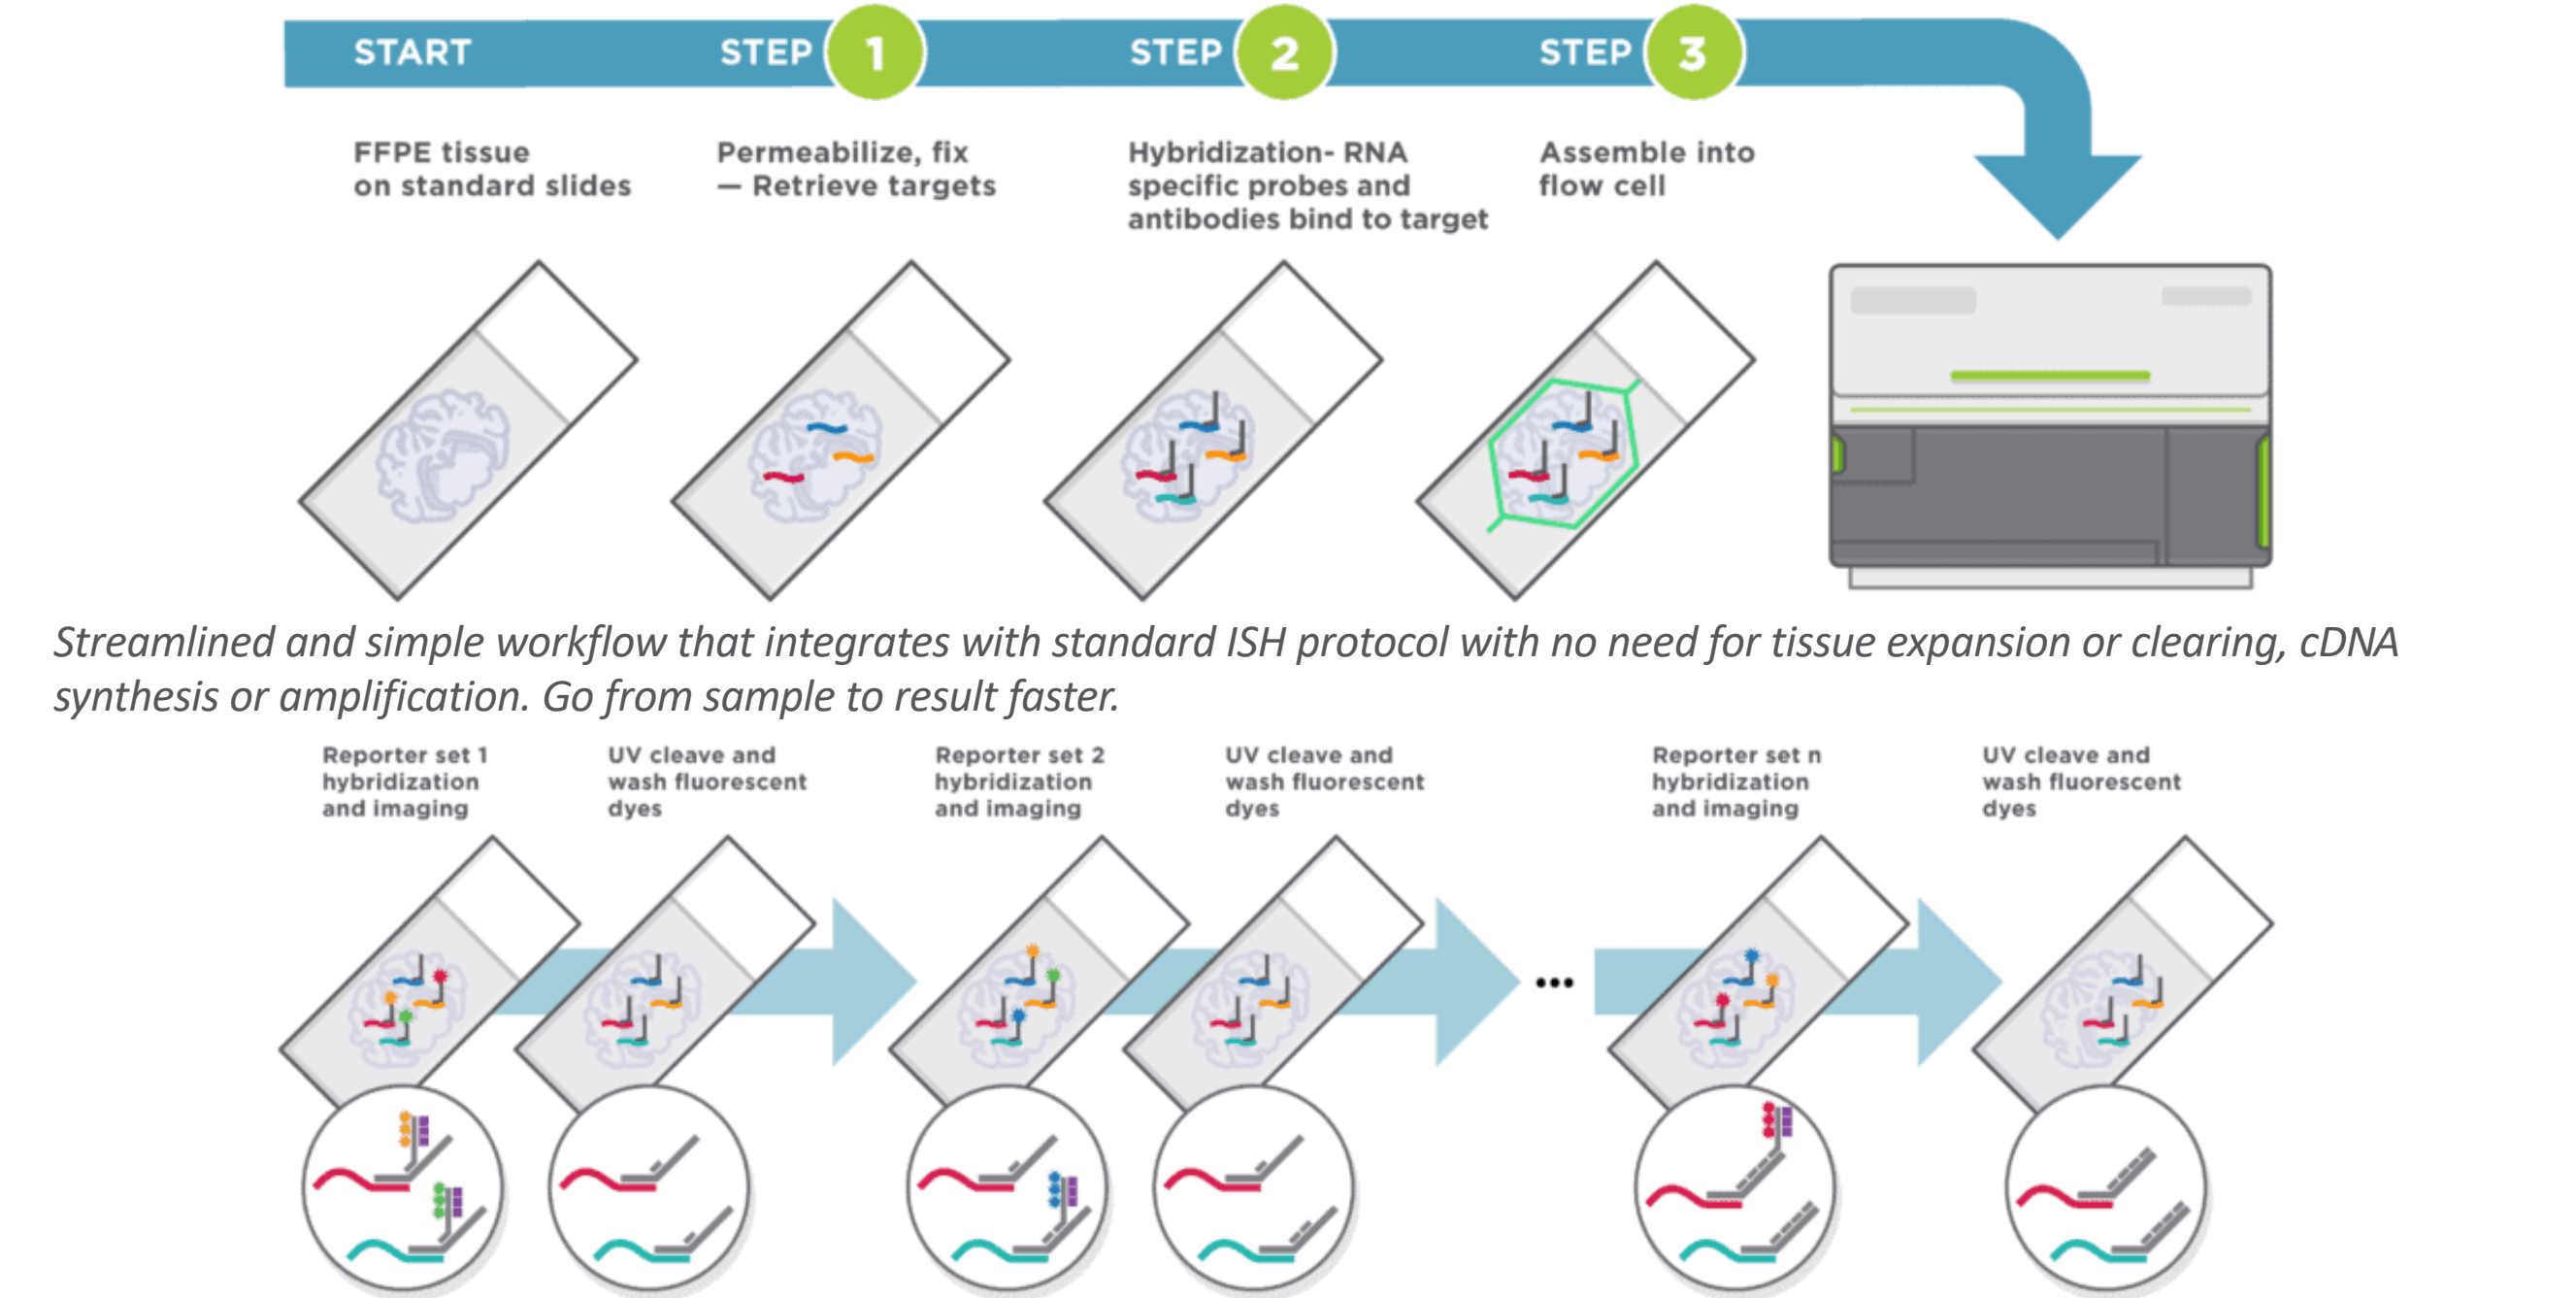 START
STEP 1
STEP 2
STEP 3
FFPE tissue
on standard slides
Permeabilize, fix
— Retrieve targets
Hybridization- RNA
specific probes and
antibodies bind to target
Assemble into
flow cell
Streamlined and simple workflow that integrates with standard ISH protocol with no need for tissue expansion or clearing, cDNA
synthesis or amplification. Go from sample to result faster.
Reporter set 1
hybridization
and imaging
UV cleave and
wash fluorescent
dyes
Reporter set 2
hybridization
and imaging
UV cleave and
wash fluorescent
dyes
...
Reporter set n
hybridization
and imaging
UV cleave and
wash fluorescent
dyes